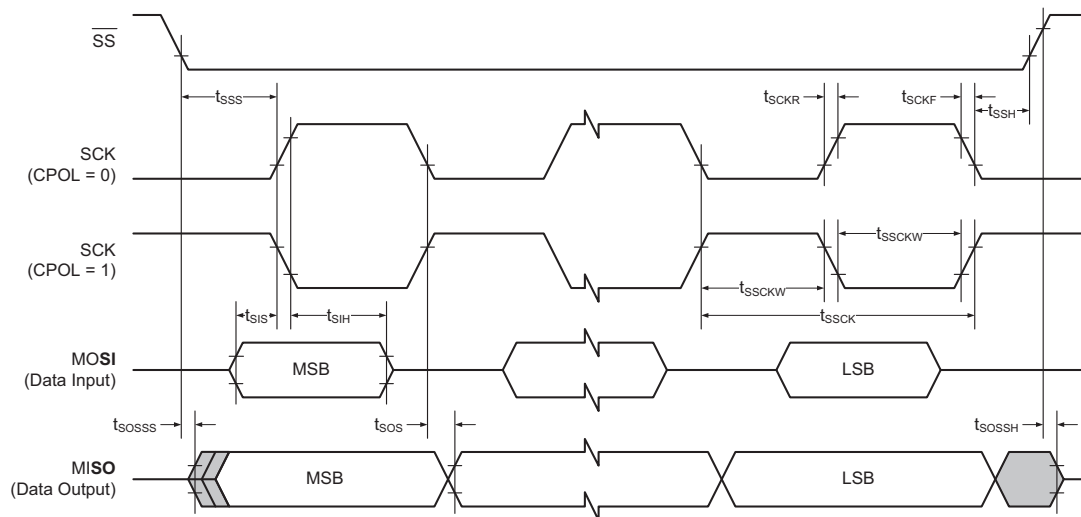 SS
tSSS
tSCKR
tSCKF
tSSH
SCK
(CPOL = 0)
SCK
(CPOL = 1)
tSSCKW
tSSCKW
tSIS
tSIH
tSSCK
MOSI
(Data Input)
MSB
LSB
tSOSSS
tSOS
tSOSSH
MISO
(Data Output)
MSB
LSB